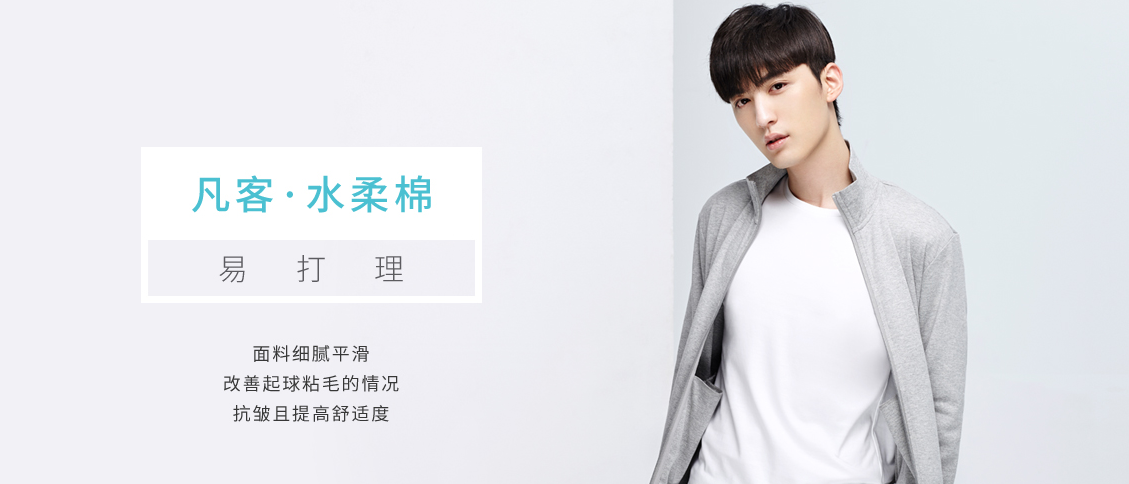 凡客·水柔棉
易 打 理
面料细腻平滑
改善起球粘毛的情况
抗皱且提高舒适度